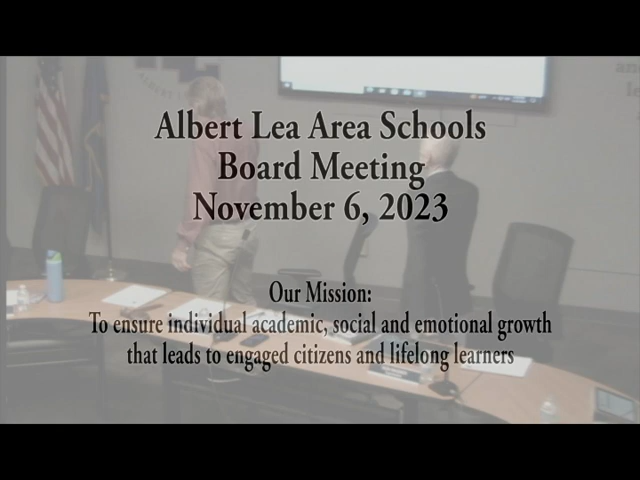 Albert Lea Area Schools
Board Meeting
November 6, 2023
Our Mission:
To ensure individual academic, social and emotional growth
that leads to engaged citizens and lifelong learners